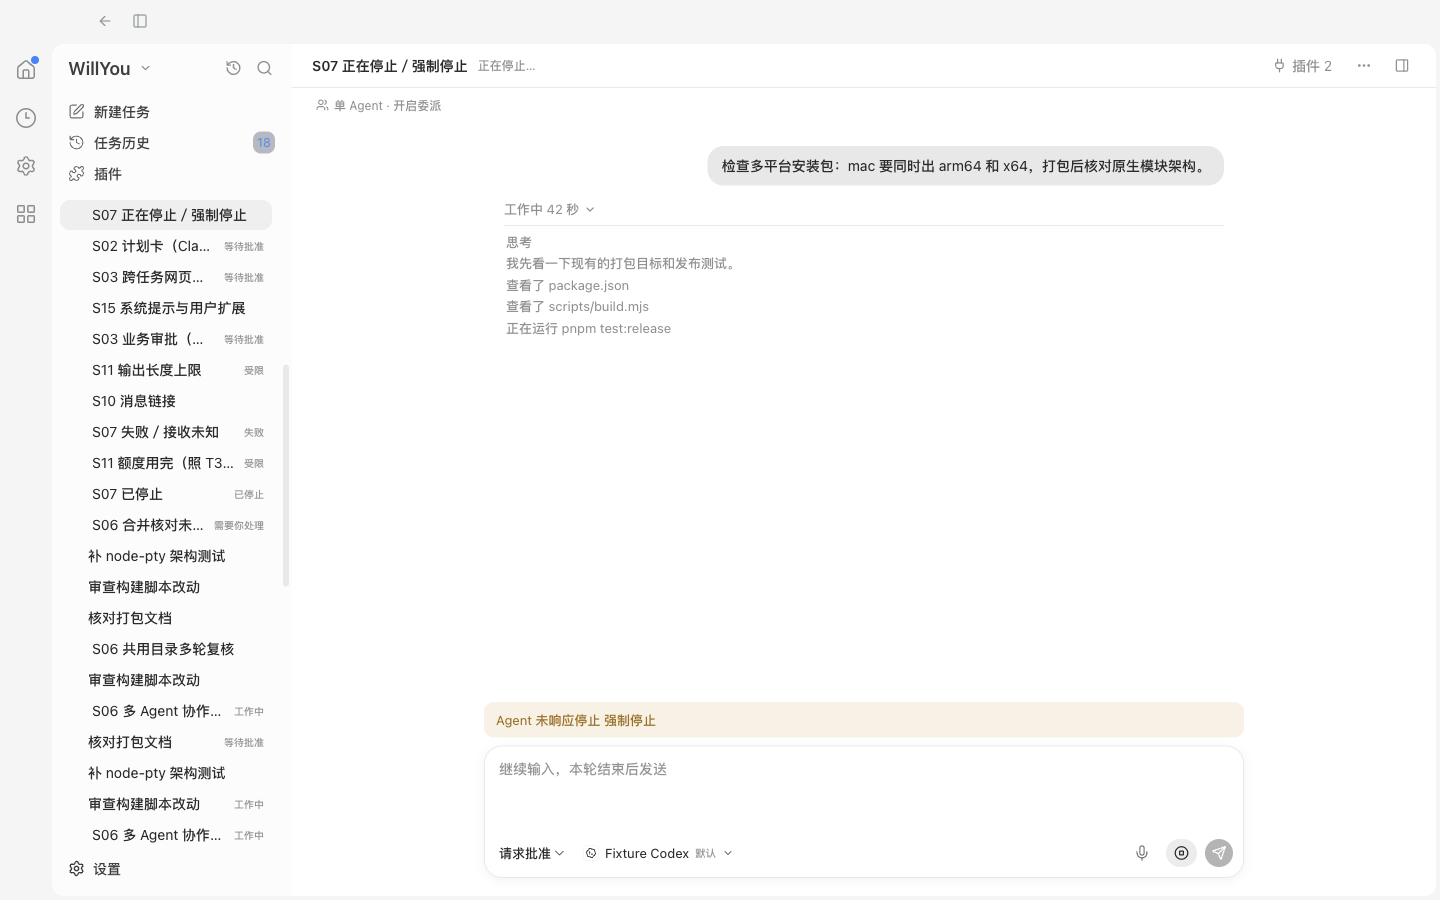 WillYou
新建任务
任务历史 18
插件
S07 正在停止 / 强制停止
S02 计划卡（Cla... 等待批准
S03 跨任务网页... 等待批准
S15 系统提示与用户扩展
S03 业务审批（... 等待批准
S11 输出长度上限 受限
S10 消息链接
S07 失败 / 接收未知 失败
S11 额度用完（照 T3... 受限
S07 已停止 已停止
S06 合并核对未... 需要你处理
补 node-pty 架构测试
审查构建脚本改动
核对打包文档
S06 共用目录多轮复核
审查构建脚本改动
S06 多 Agent 协作... 工作中
核对打包文档 等待批准
补 node-pty 架构测试
审查构建脚本改动 工作中
S06 多 Agent 协作... 工作中
设置
S07 正在停止 / 强制停止 正在停止...
插件 2
单 Agent · 开启委派
检查多平台安装包：mac 要同时出 arm64 和 x64，打包后核对原生模块架构。
工作中 42 秒
思考
我先看一下现有的打包目标和发布测试。
查看了 package.json
查看了 scripts/build.mjs
正在运行 pnpm test:release
Agent 未响应停止 强制停止
继续输入，本轮结束后发送
请求批准 Fixture Codex 默认